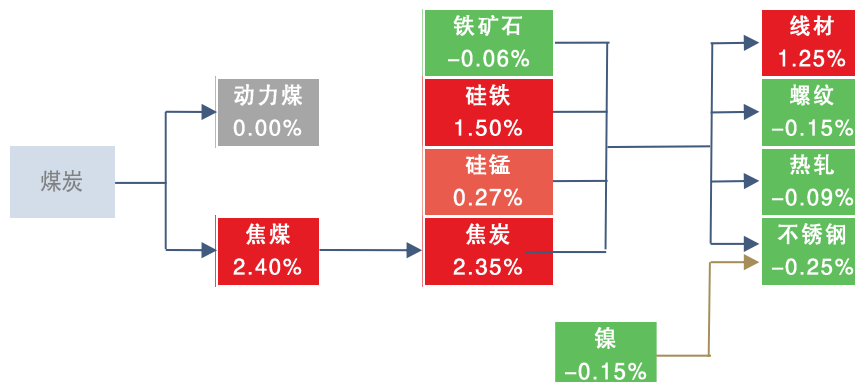 煤炭
动力煤
0.00%
焦煤
2.40%
铁矿石
-0.06%
硅铁
1.50%
硅锰
0.27%
焦炭
2.35%
镍
-0.15%
线材
1.25%
螺纹
-0.15%
热轧
-0.09%
不锈钢
-0.25%